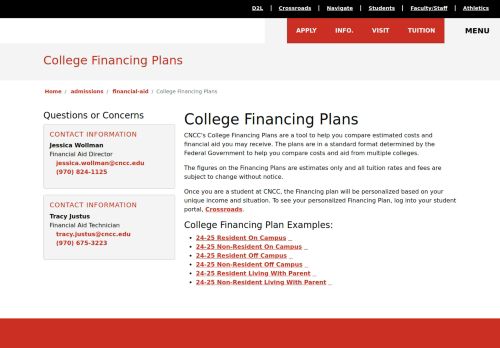 D2L | Crossroads | Navigate | Students | Faculty/Staff | Athletics
APPLY INFO. VISIT TUITION MENU
College Financing Plans
Home / admissions / financial-aid / College Financing Plans
Questions or Concerns
CONTACT INFORMATION
Jessica Wollman
Financial Aid Director
jessica.wollman@cncc.edu
(970) 824-1125
CONTACT INFORMATION
Tracy Justus
Financial Aid Technician
tracy.justus@cncc.edu
(970) 675-3223
College Financing Plans
CNCC's College Financing Plans are a tool to help you compare estimated costs and
financial aid you may receive. The plans are in a standard format determined by the
Federal Government to help you compare costs and aid from multiple colleges.
The figures on the Financing Plans are estimates only and all tuition rates and fees are
subject to change without notice.
Once you are a student at CNCC, the Financing plan will be personalized based on your
unique income and situation. To see your personalized Financing Plan, log into your student
portal, Crossroads.
College Financing Plan Examples:
24-25 Resident On Campus
24-25 Non-Resident On Campus
24-25 Resident Off Campus
24-25 Non-Resident Off Campus
24-25 Resident Living With Parent
24-25 Non-Resident Living With Parent